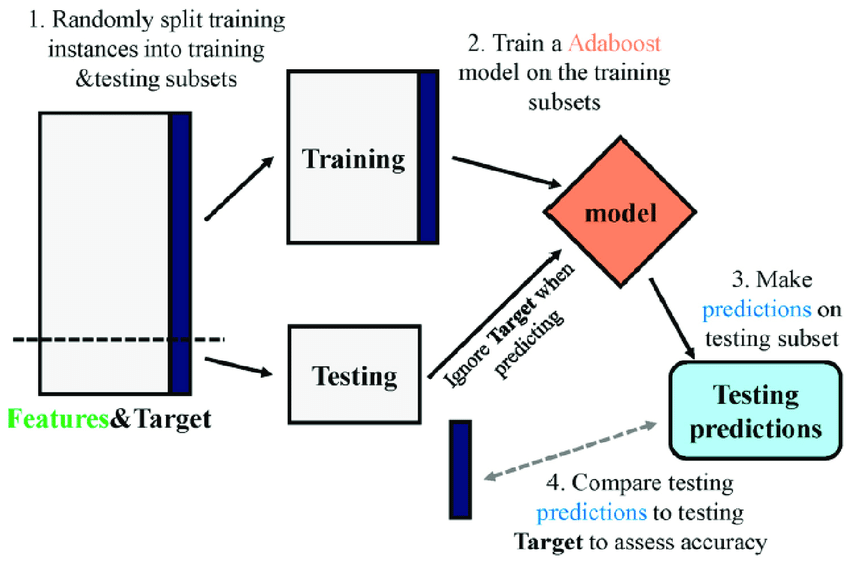 1. Randomly split training
instances into training
&testing subsets
2. Train a Adaboost
model on the training
subsets
Training
model
Ignore Target when
predicting
3. Make
predictions on
testing subset
Testing
Features&Target
Testing
predictions
4. Compare testing
predictions to testing
Target to assess accuracy